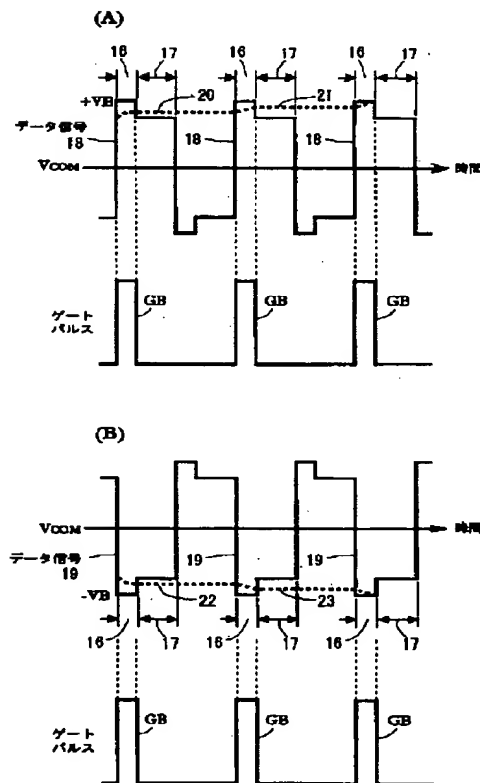 (A)
16 17 16 17 16 17
+VB
20 21
データ信号
18 18 18
VCOM 時間
GB GB GB
ゲート
パルス
(B)
VCOM 時間
データ信号
19 19 19
-VB
22 23
16 17 16 17 16 17
GB GB GB
ゲート
パルス